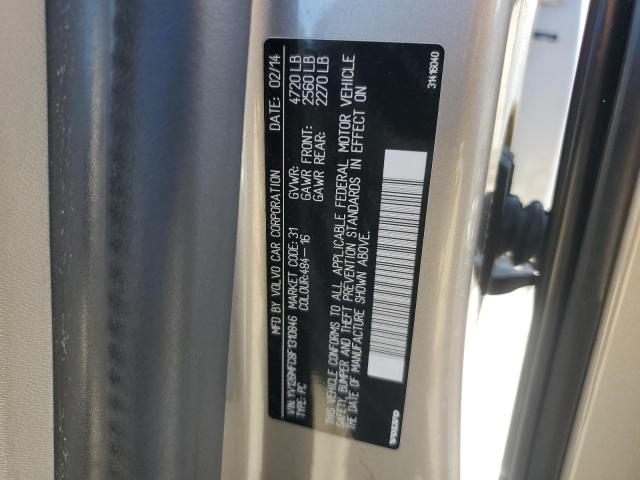 MFD BY VOLVO CAR CORPORATION 02/14
VIN: YV126MFC8F1310846 MARKET CODE: 31 GVWR: 4720 LB
TYPE: PC COLOUR:484-16 GAWR FRONT: 2560 LB
GAWR REAR: 2270 LB
THIS VEHICLE CONFORMS TO ALL APPLICABLE FEDERAL MOTOR VEHICLE
SAFETY, BUMPER AND THEFT PREVENTION STANDARDS IN EFFECT ON
THE DATE OF MANUFACTURE SHOWN ABOVE.
VOLVO 31416040